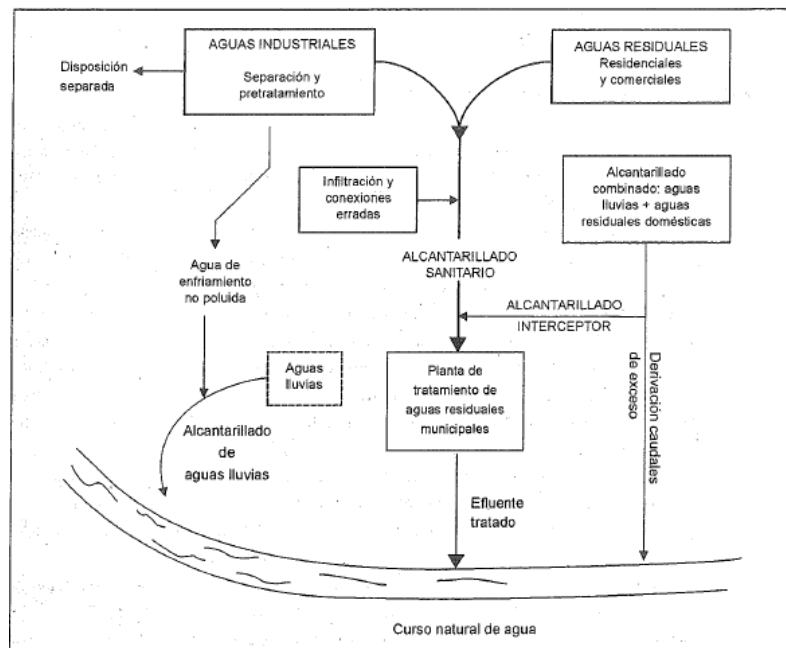 AGUAS INDUSTRIALES
Separación y
pretratamiento
Disposición
separada
AGUAS RESIDUALES
Residenciales
y comerciales
Infiltración y
conexiones
erradas
Alcantarillado
combinado: aguas
lluvias + aguas
residuales domésticas
ALCANTARILLADO
SANITARIO
Agua de
enfriamiento
no poluida
ALCANTARILLADO
INTERCEPTOR
Aguas
lluvias
Planta de
tratamiento de
aguas residuales
municipales
Derivación caudales
de exceso
Alcantarillado
de
aguas lluvias
Efluente
tratado
Curso natural de agua